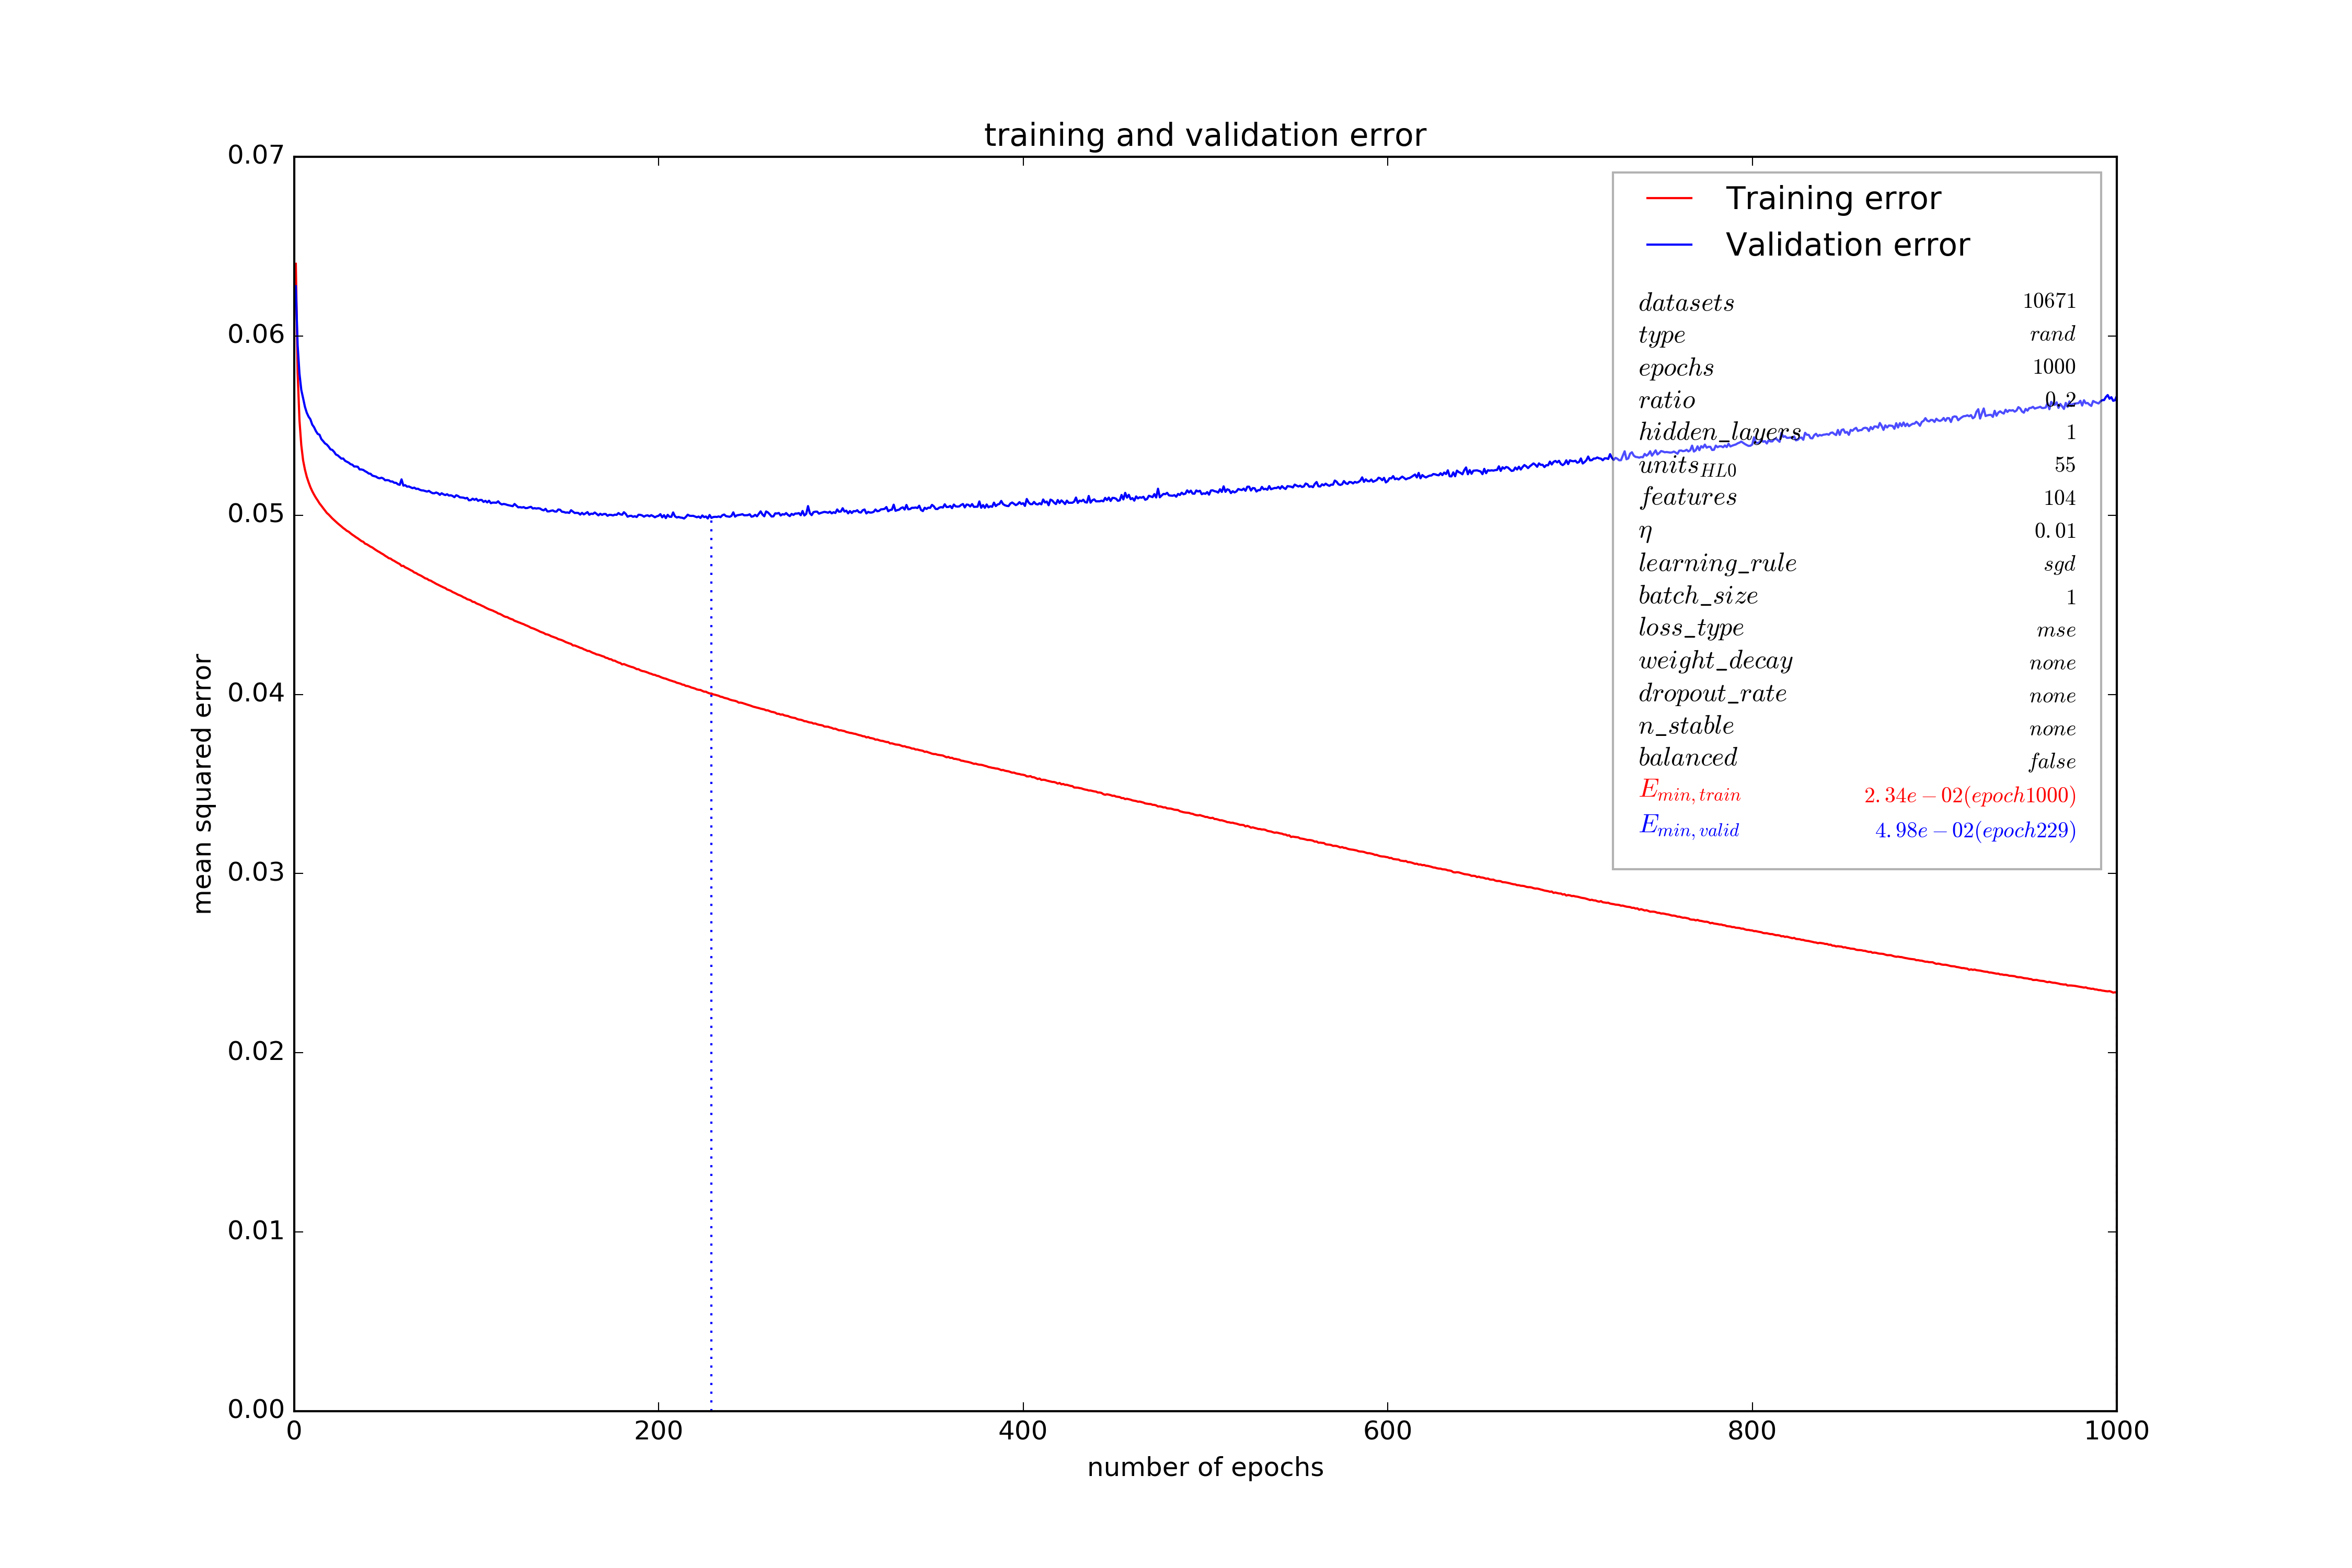 training and validation error
0.07
0.06
0.05
0.04
0.03
0.02
0.01
0.00
mean squared error
0 200 400 600 800 1000
number of epochs
Training error
Validation error
datasets 10671
type rand
epochs 1000
ratio 0.2
hidden_layers 1
units_HL0 55
features 104
η 0.01
learning_rule sgd
batch_size 1
loss_type mse
weight_decay none
dropout_rate none
n_stable none
balanced false
E_min,train 2.34e−02(epoch1000)
E_min,valid 4.98e−02(epoch229)